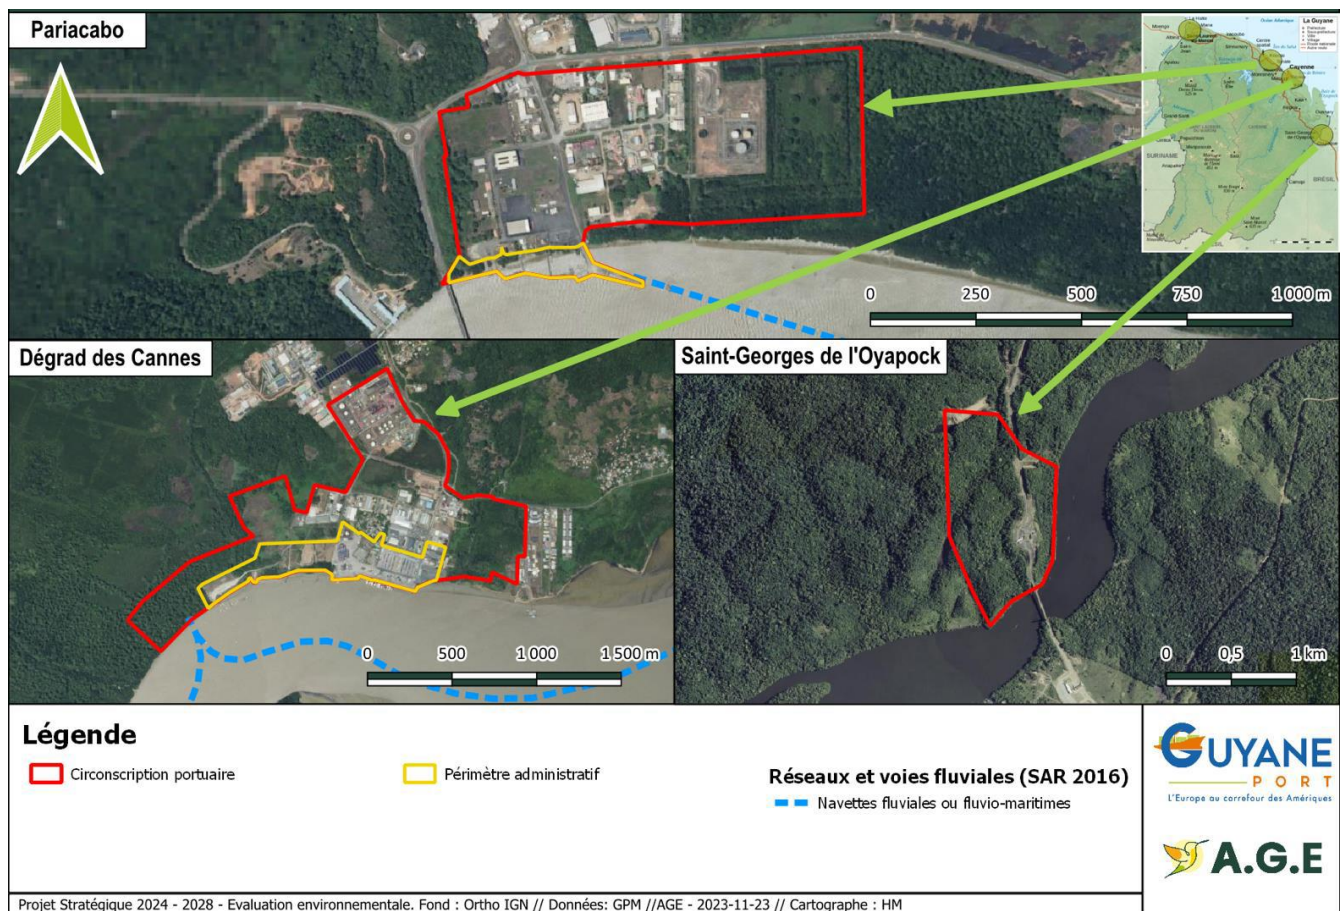 Pariacabo
La Guyane
Cayenne
SURINAME
BRÉSIL
0 250 500 750 1 000 m
Dégrad des Cannes
0 500 1 000 1 500 m
Saint-Georges de l'Oyapock
0 0,5 1 km
Légende
Circonscription portuaire
Périmètre administratif
Réseaux et voies fluviales (SAR 2016)
Navettes fluviales ou fluvio-maritimes
GUYANE
PORT
L'Europe au carrefour des Amériques
A.G.E
Projet Stratégique 2024 - 2028 - Evaluation environnementale. Fond : Ortho IGN // Données: GPM //AGE - 2023-11-23 // Cartographe : HM